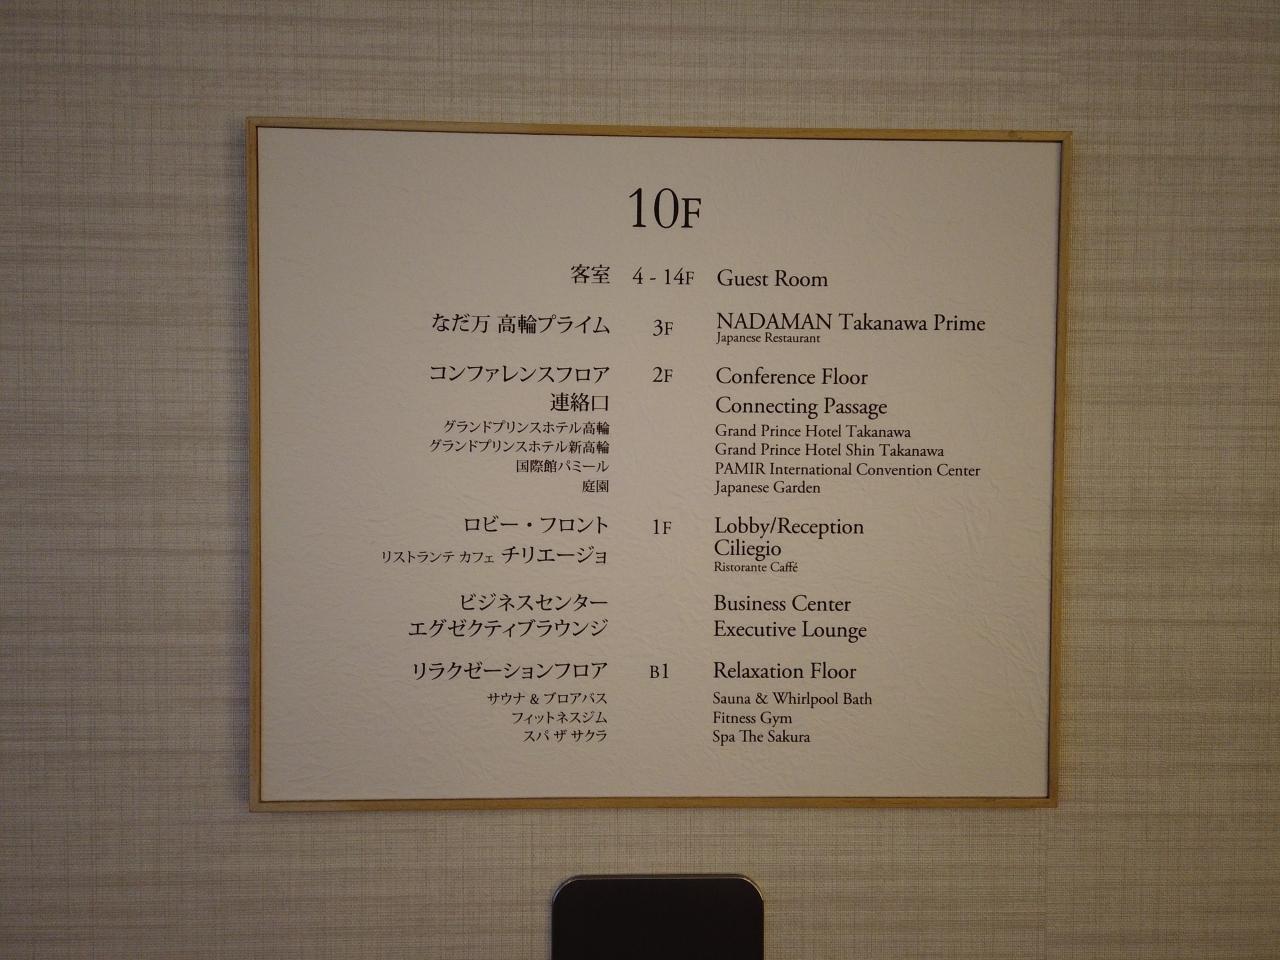 10F
客室 4 - 14F Guest Room
なだ万 高輪プライム 3F NADAMAN Takanawa Prime
Japanese Restaurant
コンファレンスフロア 2F Conference Floor
連絡口 Connecting Passage
グランドプリンスホテル高輪 Grand Prince Hotel Takanawa
グランドプリンスホテル新高輪 Grand Prince Hotel Shin Takanawa
国際館パミール PAMIR International Convention Center
庭園 Japanese Garden
ロビー・フロント 1F Lobby/Reception
リストランテ カフェ チリエージョ Ciliegio
Ristorante Caffé
ビジネスセンター Business Center
エグゼクティブラウンジ Executive Lounge
リラクゼーションフロア B1 Relaxation Floor
サウナ & ブロアバス Sauna & Whirlpool Bath
フィットネスジム Fitness Gym
スパ ザ サクラ Spa The Sakura